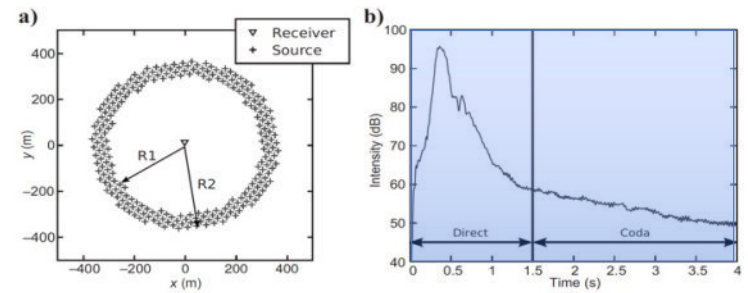 a)
Receiver
Source
400
200
0
−200
−400
y (m)
R1
R2
−400 −200 0 200 400
x (m)
b)
100
90
80
70
60
50
40
Intensity (dB)
Direct Coda
0 0.5 1 1.5 2 2.5 3 3.5 4
Time (s)